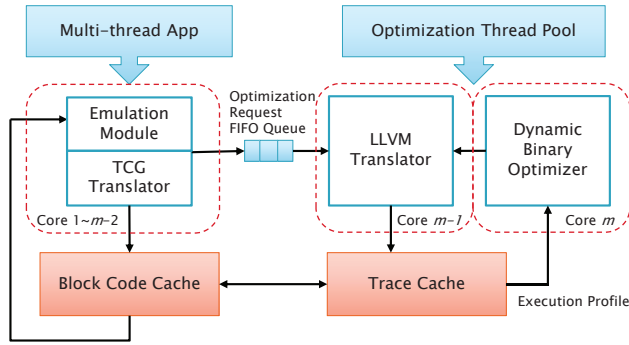 Multi-thread App
Optimization Thread Pool
Optimization
Request
FIFO Queue
Emulation
Module
TCG
Translator
LLVM
Translator
Dynamic
Binary
Optimizer
Core 1~m-2
Core m-1
Core m
Block Code Cache
Trace Cache
Execution Profile